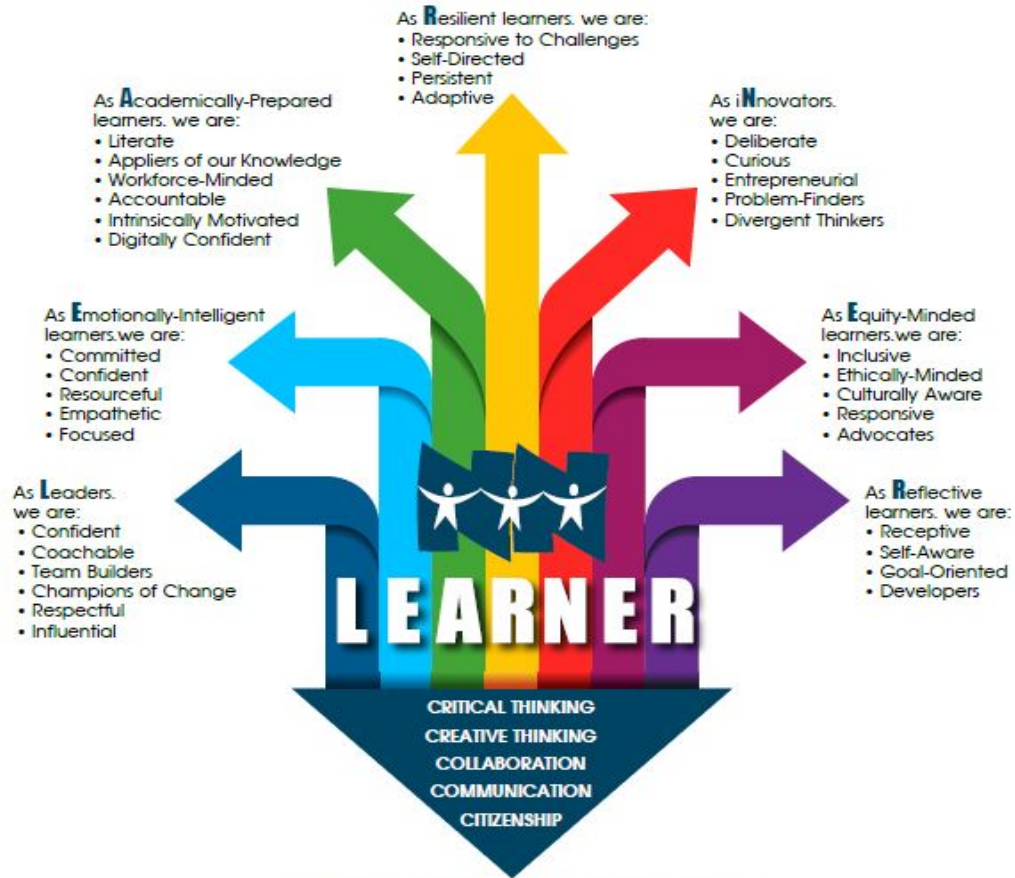 As Resilient learners. we are:
• Responsive to Challenges
• Self-Directed
• Persistent
• Adaptive
As Academically-Prepared
learners. we are:
• Literate
• Appliers of our Knowledge
• Workforce-Minded
• Accountable
• Intrinsically Motivated
• Digitally Confident
As iNnovators.
we are:
• Deliberate
• Curious
• Entrepreneurial
• Problem-Finders
• Divergent Thinkers
As Emotionally-Intelligent
learners.we are:
• Committed
• Confident
• Resourceful
• Empathetic
• Focused
As Equity-Minded
learners.we are:
• Inclusive
• Ethically-Minded
• Culturally Aware
• Responsive
• Advocates
As Leaders.
we are:
• Confident
• Coachable
• Team Builders
• Champions of Change
• Respectful
• Influential
As Reflective
learners. we are:
• Receptive
• Self-Aware
• Goal-Oriented
• Developers
LEARNER
CRITICAL THINKING
CREATIVE THINKING
COLLABORATION
COMMUNICATION
CITIZENSHIP